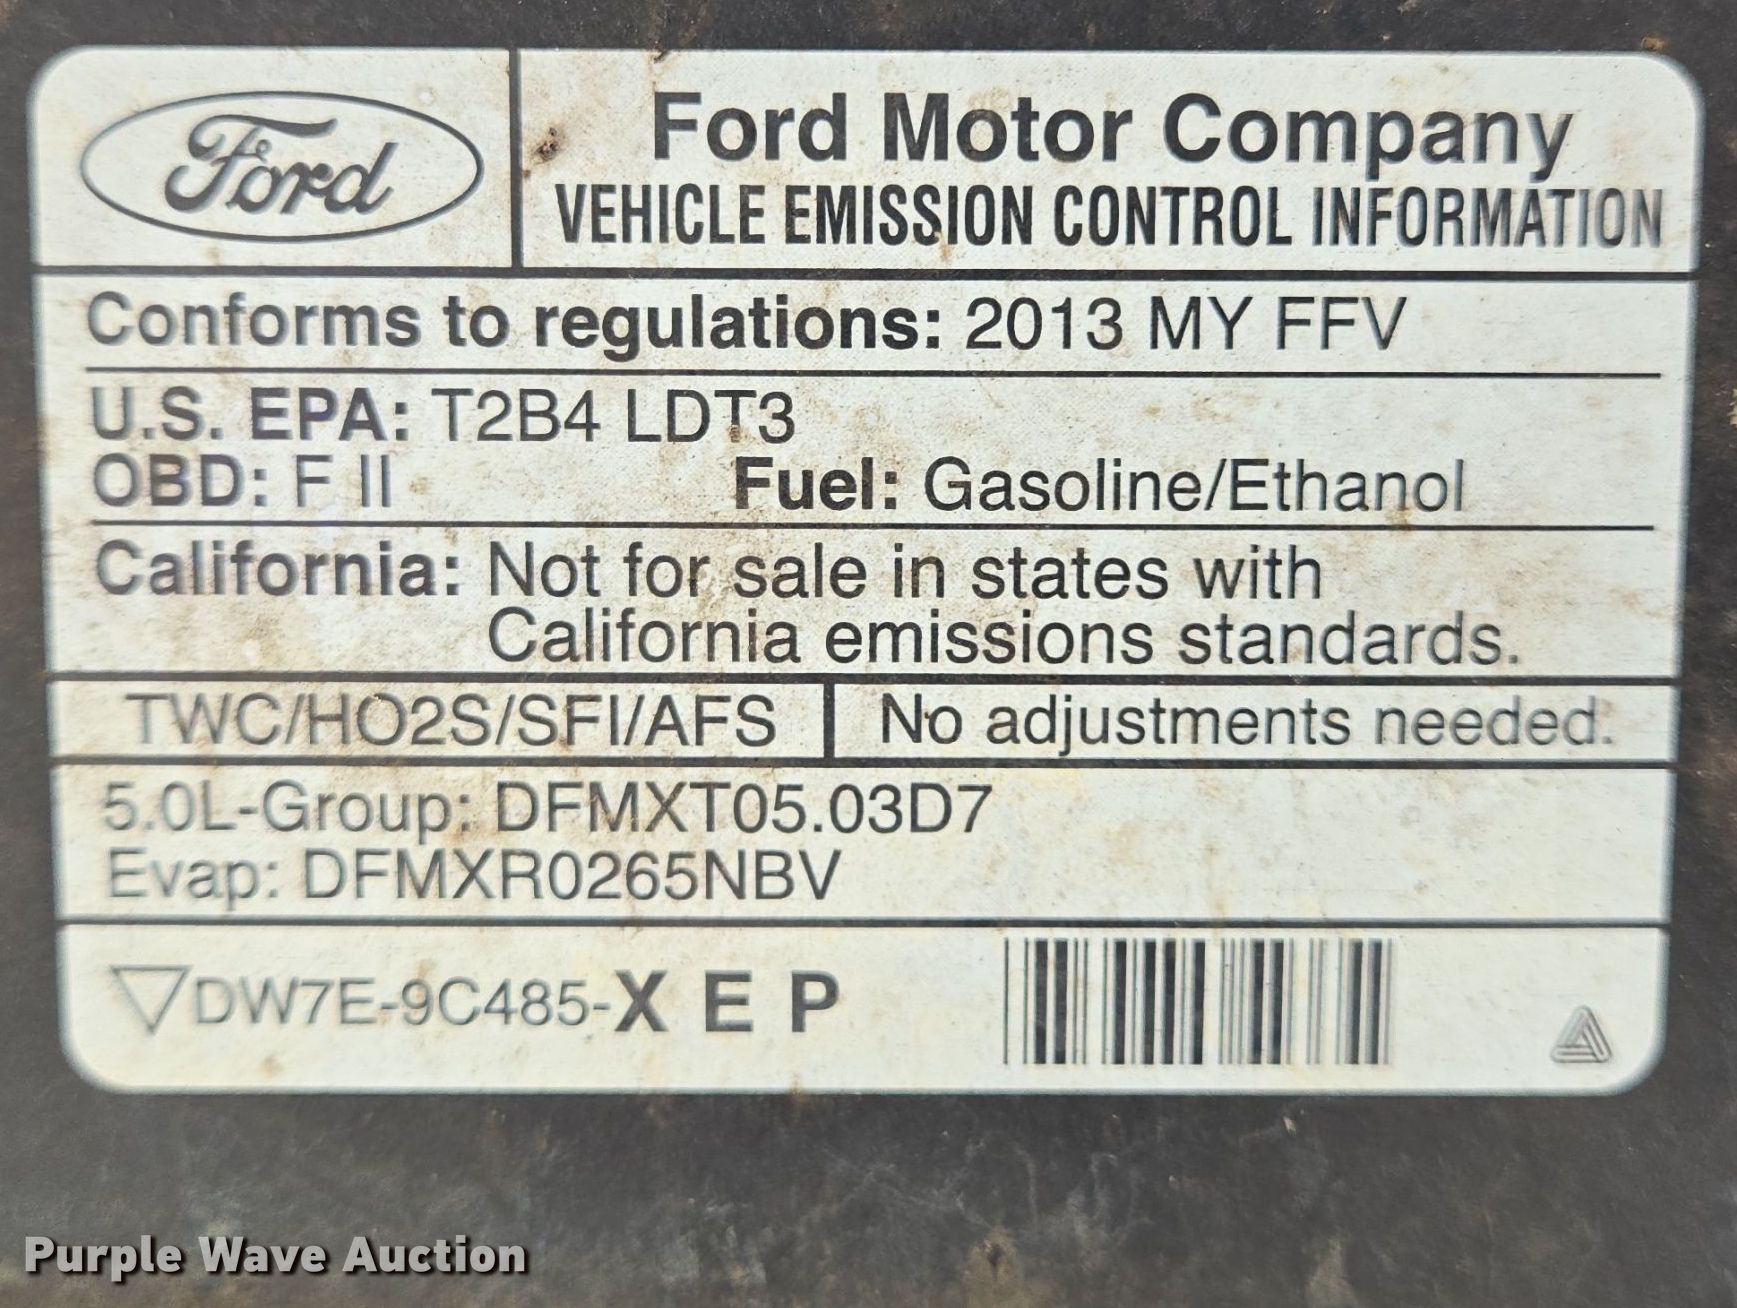 Ford
Ford Motor Company
VEHICLE EMISSION CONTROL INFORMATION
Conforms to regulations: 2013 MY FFV
U.S. EPA: T2B4 LDT3
OBD: F II Fuel: Gasoline/Ethanol
California: Not for sale in states with
California emissions standards.
TWC/HO2S/SFI/AFS No adjustments needed.
5.0L-Group: DFMXT05.03D7
Evap: DFMXR0265NBV
DW7E-9C485-X E P
Purple Wave Auction